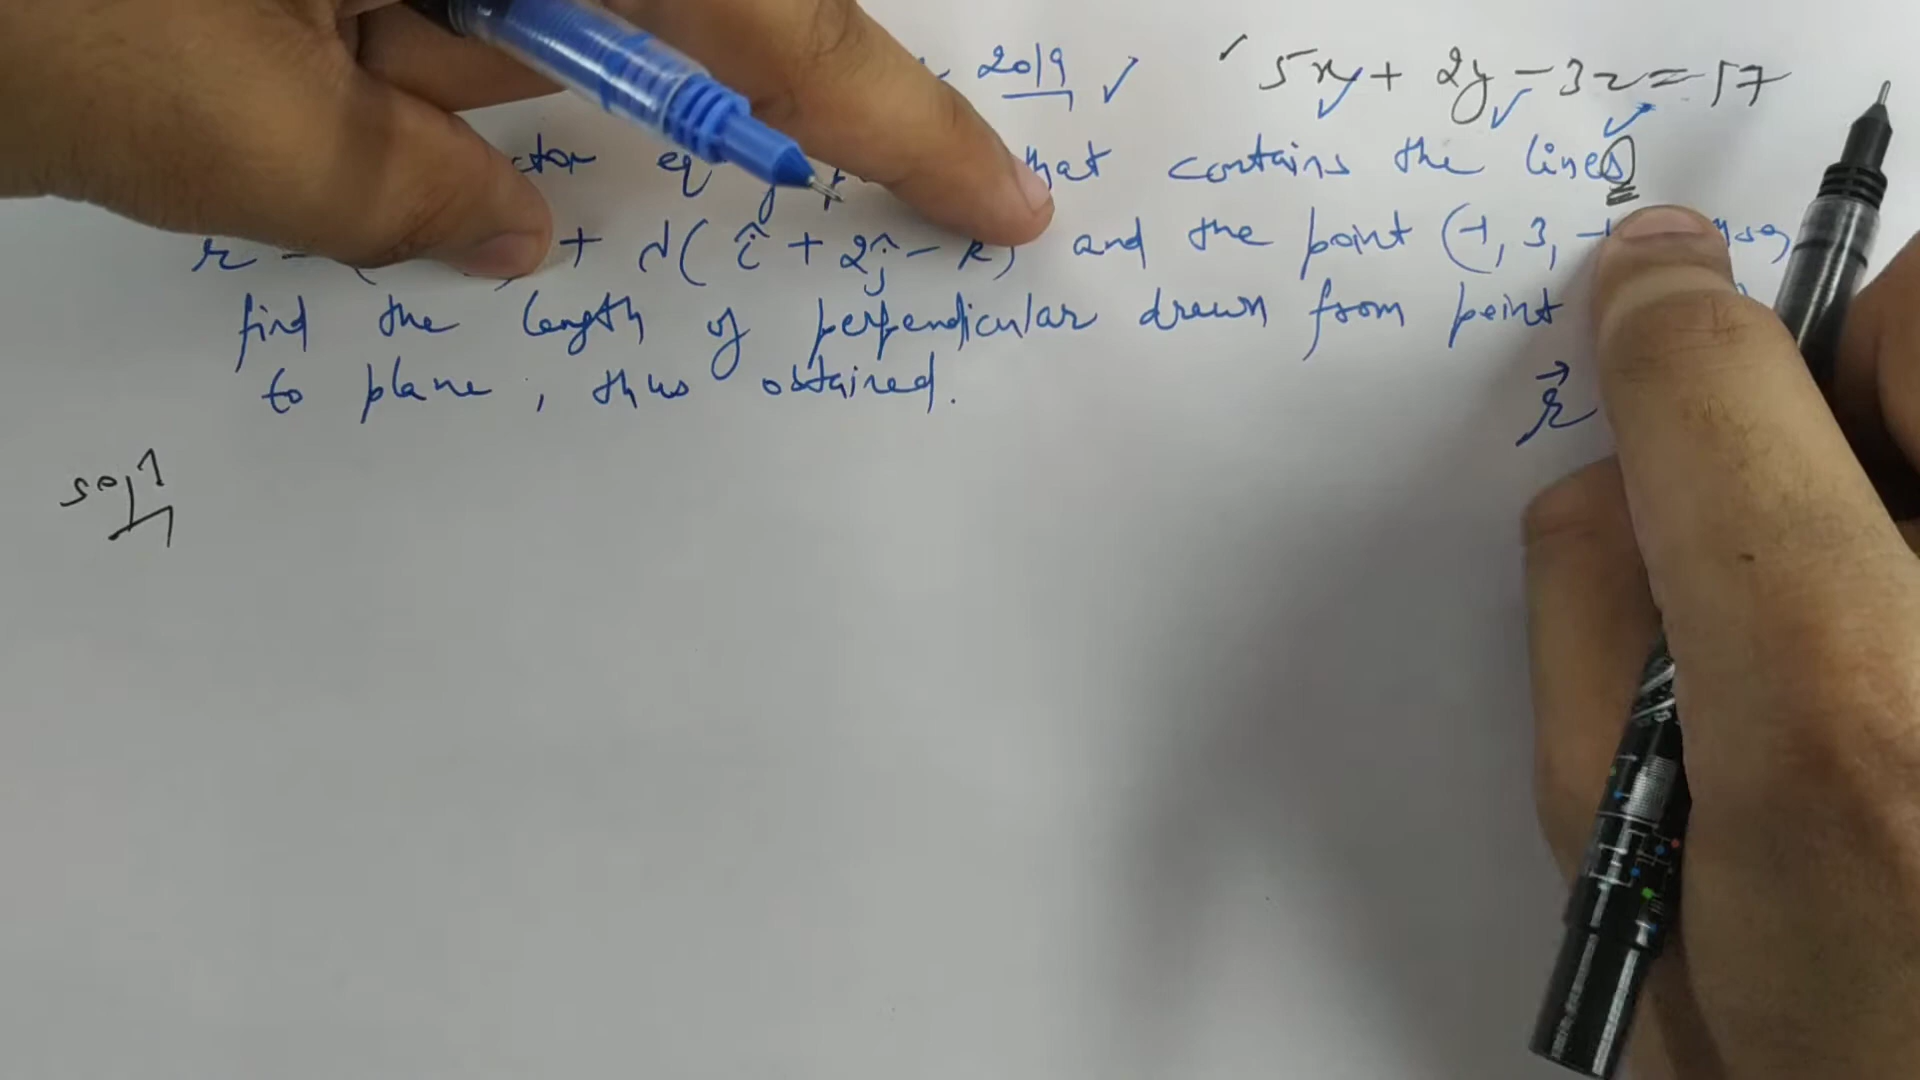 2019 ✓ ✓ 5x + 2y - 3z = 17
eq that contains the lines
r = + λ( î + 2ĵ - k) and the point (-1, 3, -
find the length of perpendicular drawn from point
to plane, thus obtained.
r⃗
sol^n